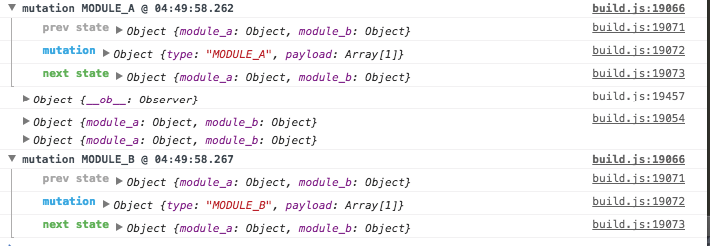 ▼ mutation MODULE_A @ 04:49:58.262 build.js:19066
prev state ▶ Object {module_a: Object, module_b: Object} build.js:19071
mutation ▶ Object {type: "MODULE_A", payload: Array[1]} build.js:19072
next state ▶ Object {module_a: Object, module_b: Object} build.js:19073
▶ Object {__ob__: Observer} build.js:19457
▶ Object {module_a: Object, module_b: Object} build.js:19054
▶ Object {module_a: Object, module_b: Object}
▼ mutation MODULE_B @ 04:49:58.267 build.js:19066
prev state ▶ Object {module_a: Object, module_b: Object} build.js:19071
mutation ▶ Object {type: "MODULE_B", payload: Array[1]} build.js:19072
next state ▶ Object {module_a: Object, module_b: Object} build.js:19073